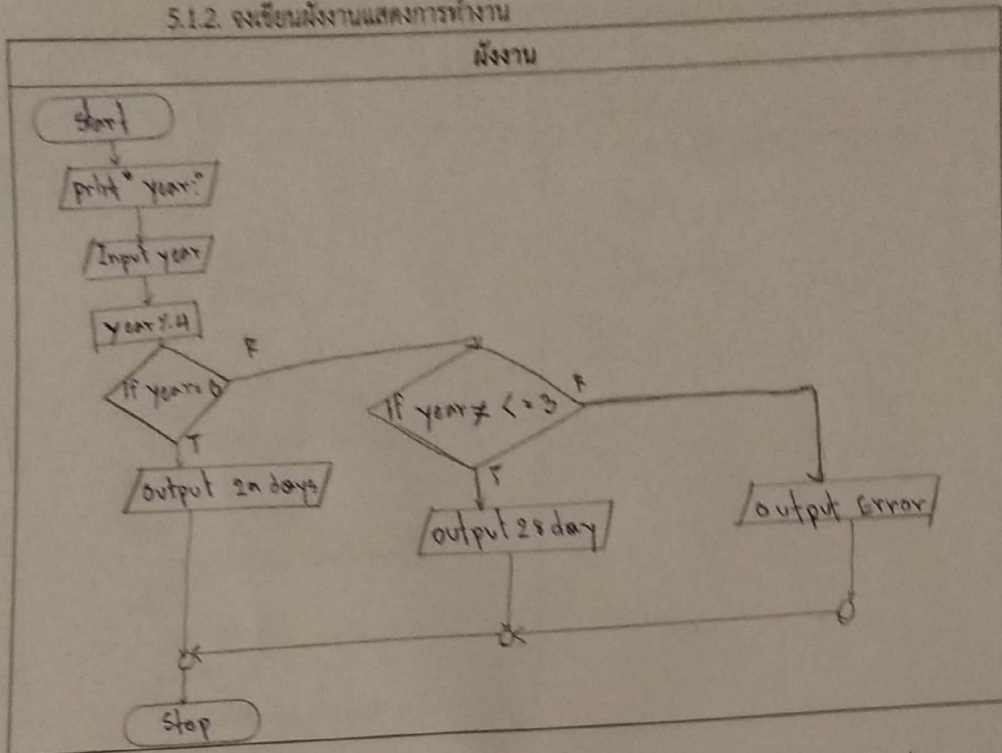 5.1.2. จงเขียนผังงานแสดงการทำงาน
ผังงาน
Start
print" year:"
Input year
year%4
If year= 0
F
T
If year ≠ <= 3
F
T
output 29 days
output 28 day
output Error
Stop